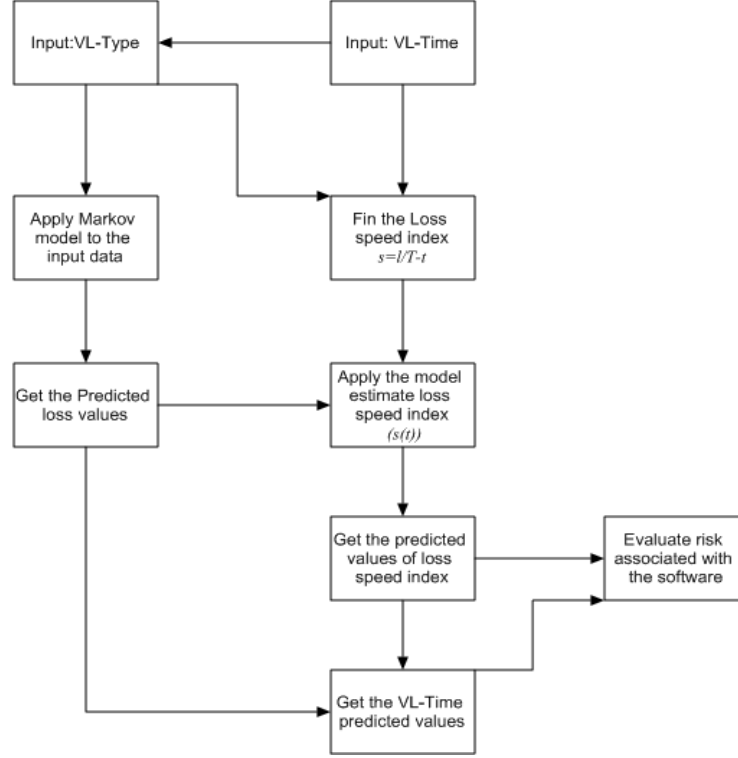 Input:VL-Type
Input: VL-Time
Apply Markov
model to the
input data
Fin the Loss
speed index
s=l/T-t
Get the Predicted
loss values
Apply the model
estimate loss
speed index
(s(t))
Get the predicted
values of loss
speed index
Evaluate risk
associated with
the software
Get the VL-Time
predicted values